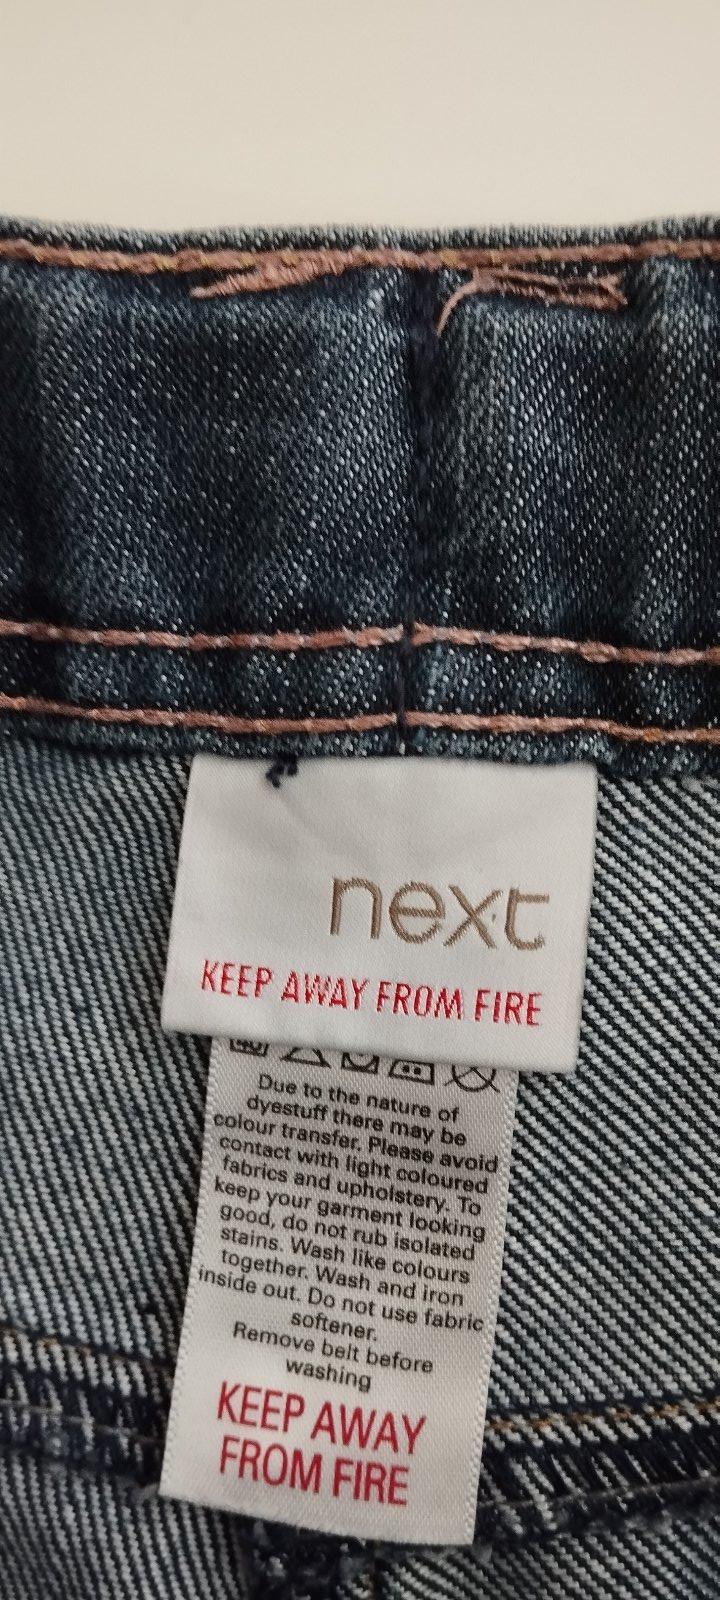 next
KEEP AWAY FROM FIRE
Due to the nature of
dyestuff there may be
colour transfer. Please avoid
contact with light coloured
fabrics and upholstery. To
keep your garment looking
good, do not rub isolated
stains. Wash like colours
together. Wash and iron
inside out. Do not use fabric
softener.
Remove belt before
washing
KEEP AWAY
FROM FIRE